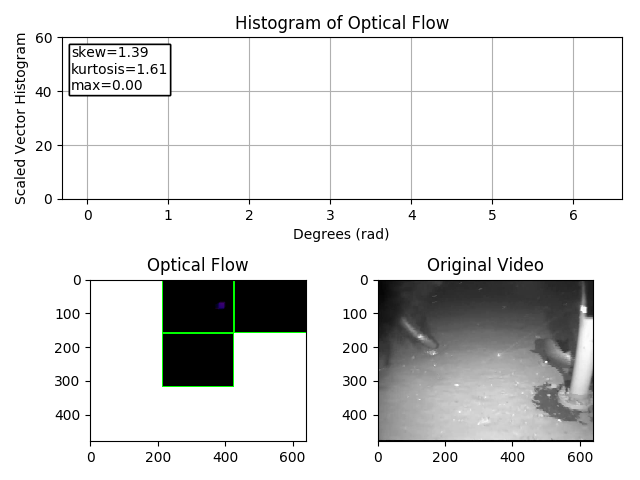 Histogram of Optical Flow
Scaled Vector Histogram
60
40
20
0
skew=1.39
kurtosis=1.61
max=0.00
0 1 2 3 4 5 6
Degrees (rad)
Optical Flow
0
100
200
300
400
0 200 400 600
Original Video
0
100
200
300
400
0 200 400 600